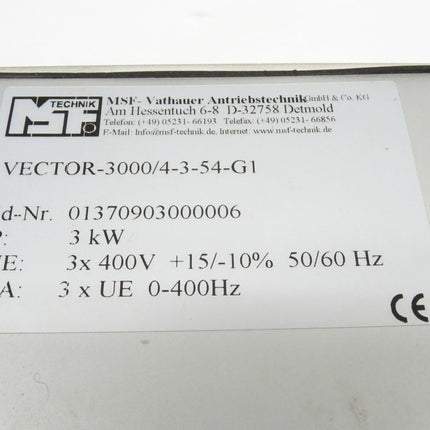 TECHNIK
MSF
MSF- Vathauer Antriebstechnik GmbH & Co. KG
Am Hessentuch 6-8 D-32758 Detmold
Telefon: (+49) 05231- 66193 Telefax: (+49) 05231- 66856
E-Mail: Info@msf-technik.de, Internet: www.msf-technik.de
VECTOR-3000/4-3-54-G1
d-Nr. 01370903000006
P: 3 kW
UE: 3x 400V +15/-10% 50/60 Hz
A: 3 x UE 0-400Hz
CE